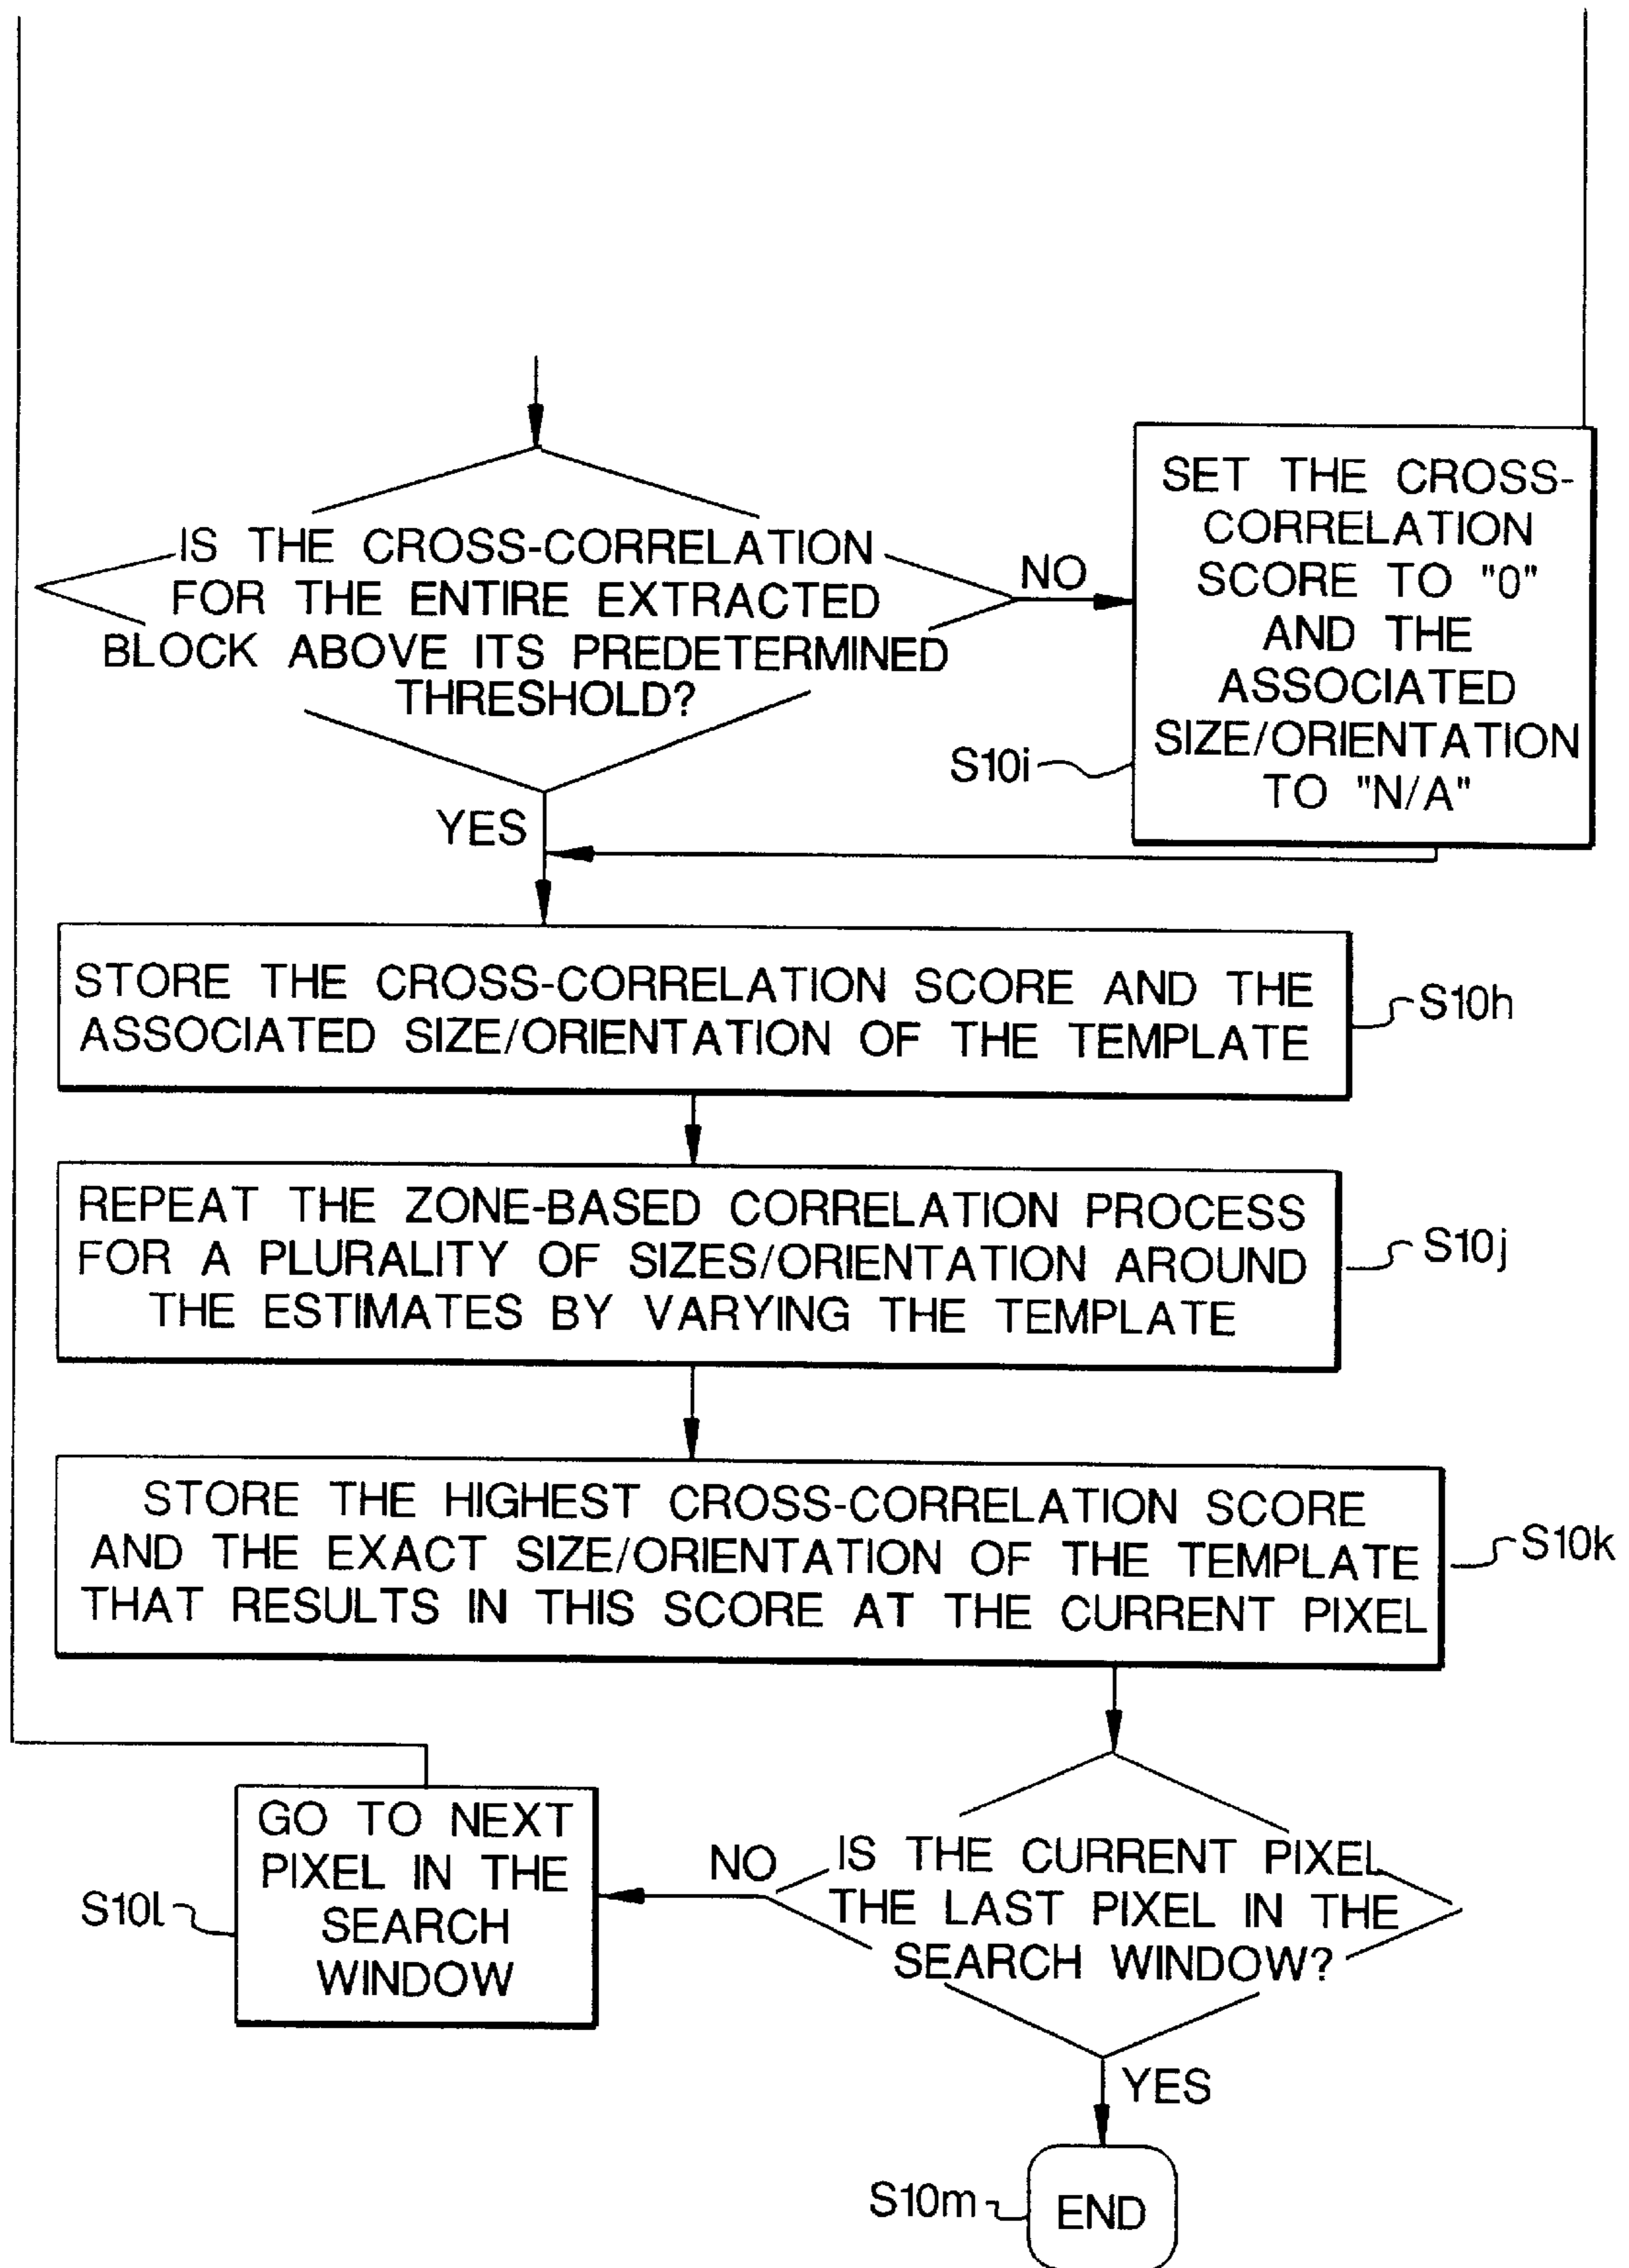 IS THE CROSS-CORRELATION
FOR THE ENTIRE EXTRACTED
BLOCK ABOVE ITS PREDETERMINED
THRESHOLD?
NO
YES
SET THE CROSS-
CORRELATION
SCORE TO "0"
AND THE
ASSOCIATED
SIZE/ORIENTATION
TO "N/A"
S10i
STORE THE CROSS-CORRELATION SCORE AND THE
ASSOCIATED SIZE/ORIENTATION OF THE TEMPLATE
S10h
REPEAT THE ZONE-BASED CORRELATION PROCESS
FOR A PLURALITY OF SIZES/ORIENTATION AROUND
THE ESTIMATES BY VARYING THE TEMPLATE
S10j
STORE THE HIGHEST CROSS-CORRELATION SCORE
AND THE EXACT SIZE/ORIENTATION OF THE TEMPLATE
THAT RESULTS IN THIS SCORE AT THE CURRENT PIXEL
S10k
IS THE CURRENT PIXEL
THE LAST PIXEL IN THE
SEARCH WINDOW?
NO
GO TO NEXT
PIXEL IN THE
SEARCH
WINDOW
S10l
YES
END
S10m